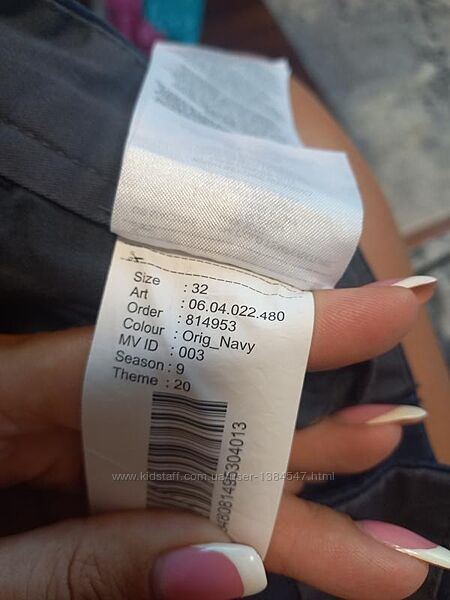 Size : 32
Art : 06.04.022.480
Order : 814953
Colour : Orig_Navy
MV ID : 003
Season : 9
Theme : 20
www.kidstaff.com.ua/user-1384547.html